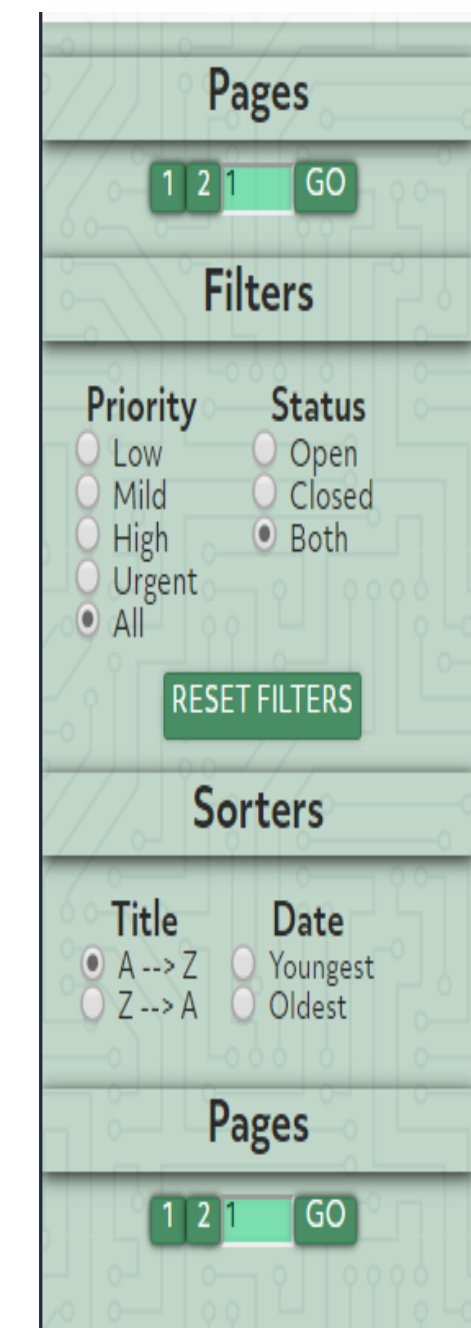 Pages
1 2 1 GO
Filters
Priority Status
Low Open
Mild Closed
High Both
Urgent
All
RESET FILTERS
Sorters
Title Date
A --> Z Youngest
Z --> A Oldest
Pages
1 2 1 GO